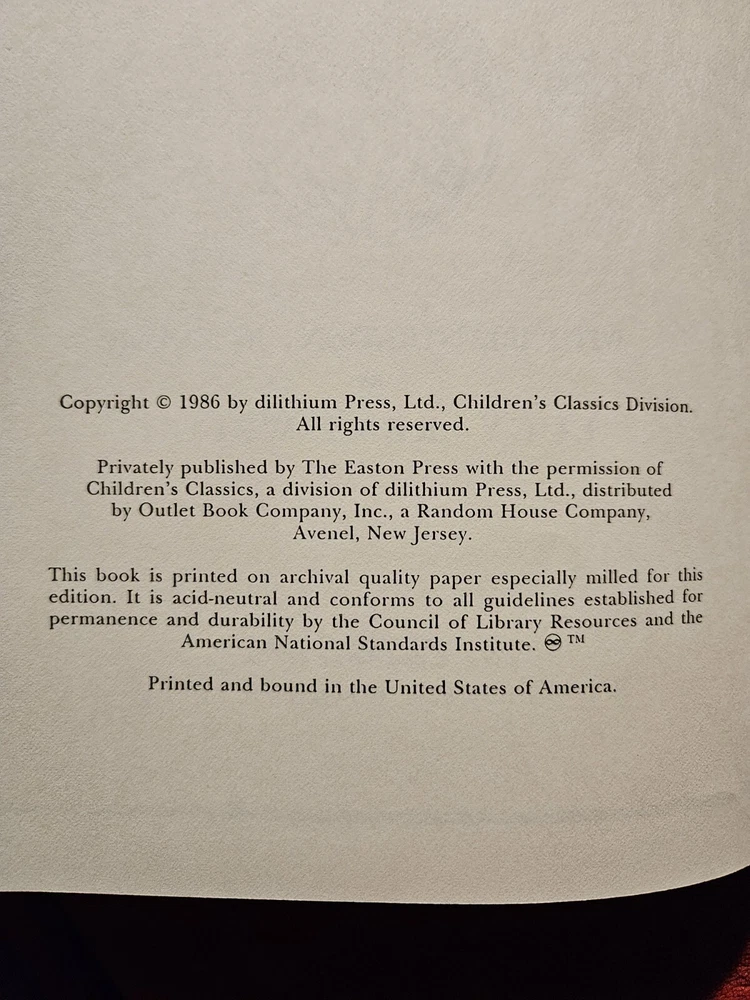 Copyright © 1986 by dilithium Press, Ltd., Children's Classics Division.
All rights reserved.
Privately published by The Easton Press with the permission of
Children's Classics, a division of dilithium Press, Ltd., distributed
by Outlet Book Company, Inc., a Random House Company,
Avenel, New Jersey.
This book is printed on archival quality paper especially milled for this
edition. It is acid-neutral and conforms to all guidelines established for
permanence and durability by the Council of Library Resources and the
American National Standards Institute. ♾ ™
Printed and bound in the United States of America.